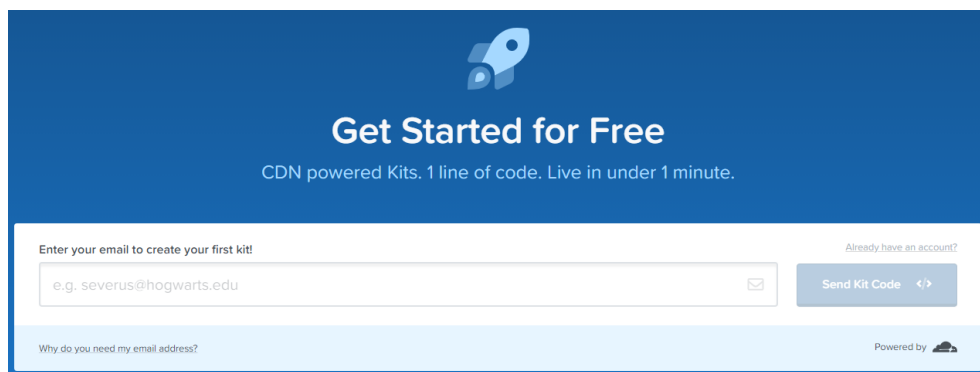 Get Started for Free
CDN powered Kits. 1 line of code. Live in under 1 minute.
Enter your email to create your first kit!
Already have an account?
e.g. severus@hogwarts.edu
Send Kit Code </>
Why do you need my email address?
Powered by